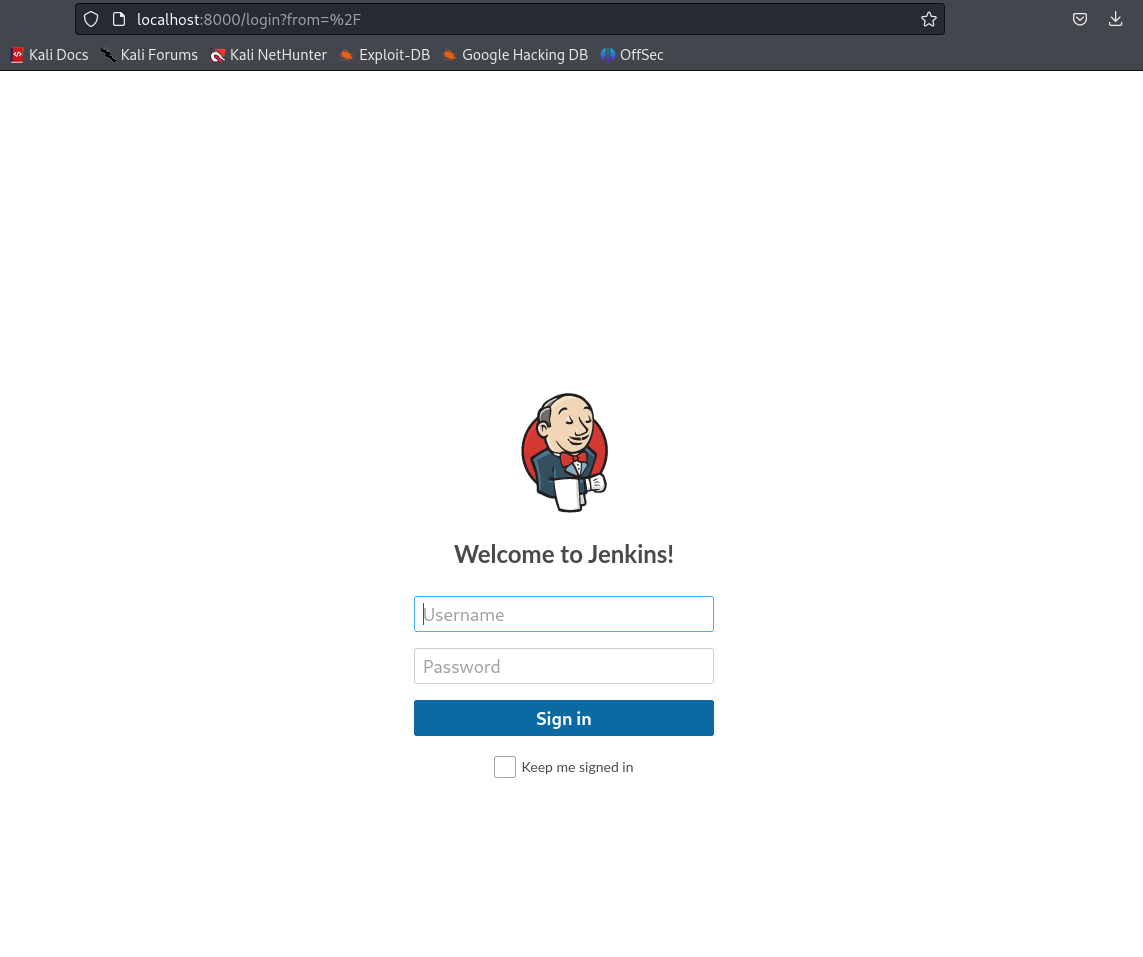 localhost:8000/login?from=%2F
Kali Docs Kali Forums Kali NetHunter Exploit-DB Google Hacking DB OffSec
Welcome to Jenkins!
Username
Password
Sign in
Keep me signed in